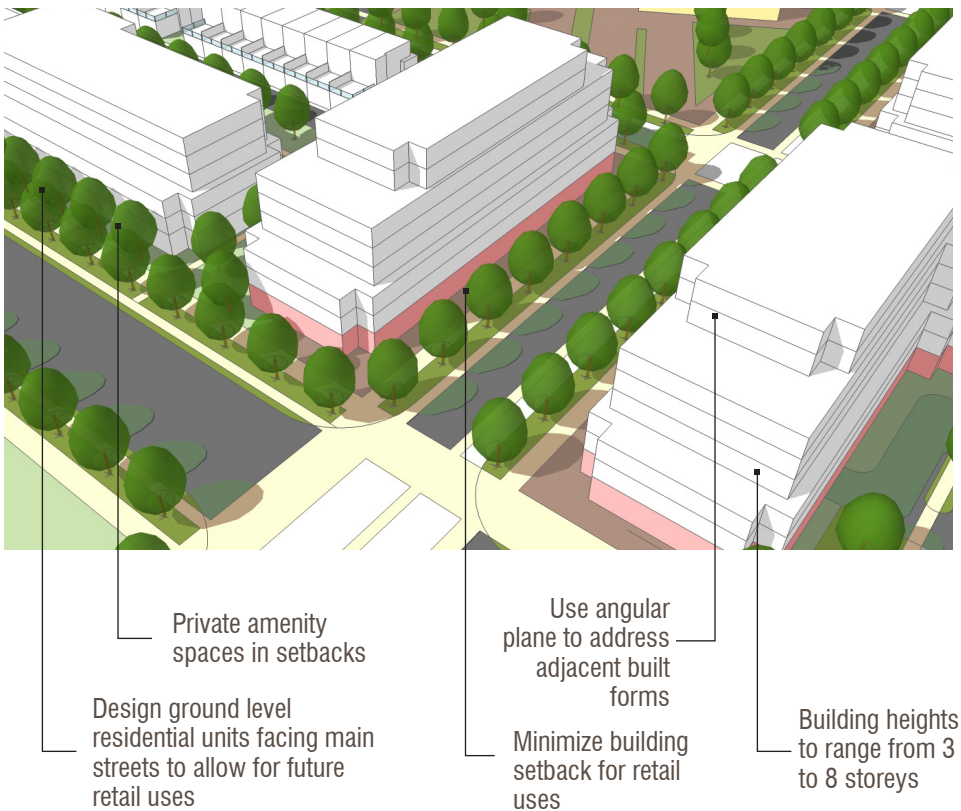 Private amenity
spaces in setbacks
Design ground level
residential units facing main
streets to allow for future
retail uses
Use angular
plane to address
adjacent built
forms
Minimize building
setback for retail
uses
Building heights
to range from 3
to 8 storeys